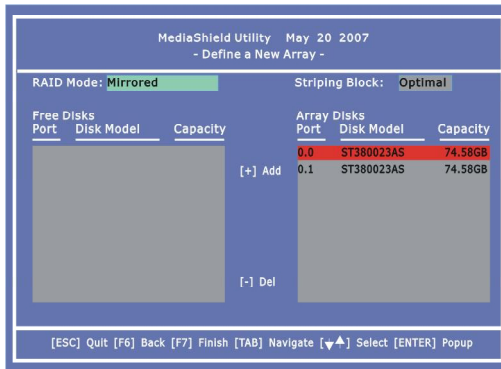 MediaShield Utility May 20 2007
- Define a New Array -
RAID Mode: Mirrored Striping Block: Optimal
Free Disks
Port Disk Model Capacity
Array Disks
Port Disk Model Capacity
0.0 ST380023AS 74.58GB
0.1 ST380023AS 74.58GB
[+] Add
[-] Del
[ESC] Quit [F6] Back [F7] Finish [TAB] Navigate [↓↑] Select [ENTER] Popup